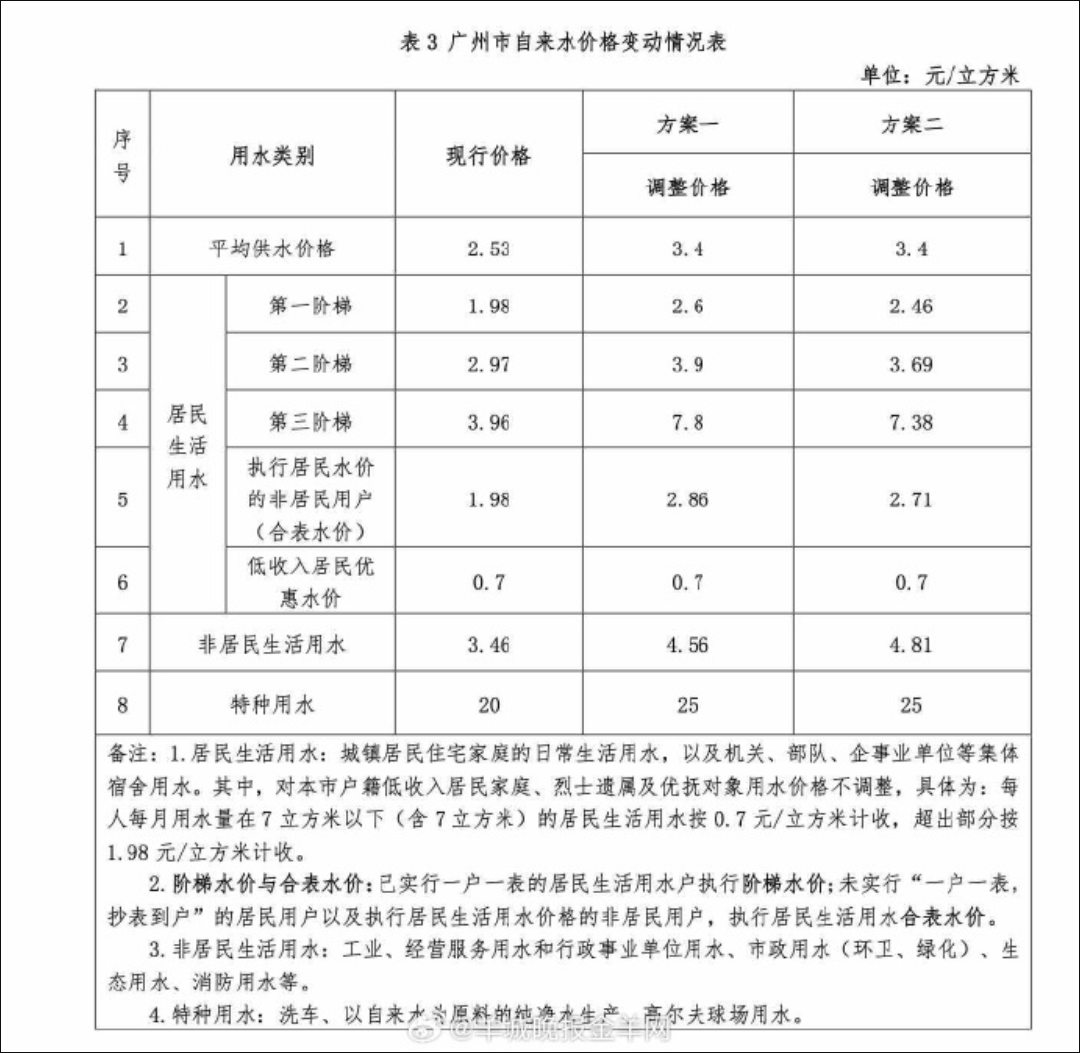 表3 广州市自来水价格变动情况表
单位：元/立方米
序号 用水类别 现行价格 方案一 方案二
调整价格 调整价格
1 平均供水价格 2.53 3.4 3.4
居民生活用水
2 第一阶梯 1.98 2.6 2.46
3 第二阶梯 2.97 3.9 3.69
4 第三阶梯 3.96 7.8 7.38
5 执行居民水价的非居民用户（合表水价） 1.98 2.86 2.71
6 低收入居民优惠水价 0.7 0.7 0.7
7 非居民生活用水 3.46 4.56 4.81
8 特种用水 20 25 25
备注：1.居民生活用水：城镇居民住宅家庭的日常生活用水，以及机关、部队、企事业单位等集体
宿舍用水。其中，对本市户籍低收入居民家庭、烈士遗属及优抚对象用水价格不调整，具体为：每
人每月用水量在7立方米以下（含7立方米）的居民生活用水按0.7元/立方米计收，超出部分按
1.98元/立方米计收。
2.阶梯水价与合表水价：已实行一户一表的居民生活用水户执行阶梯水价；未实行“一户一表，
抄表到户”的居民用户以及执行居民生活用水价格的非居民用户，执行居民生活用水合表水价。
3.非居民生活用水：工业、经营服务用水和行政事业单位用水、市政用水（环卫、绿化）、生
态用水、消防用水等。
4.特种用水：洗车、以自来水为原料的纯净水生产、高尔夫球场用水。
@羊城晚报金羊网